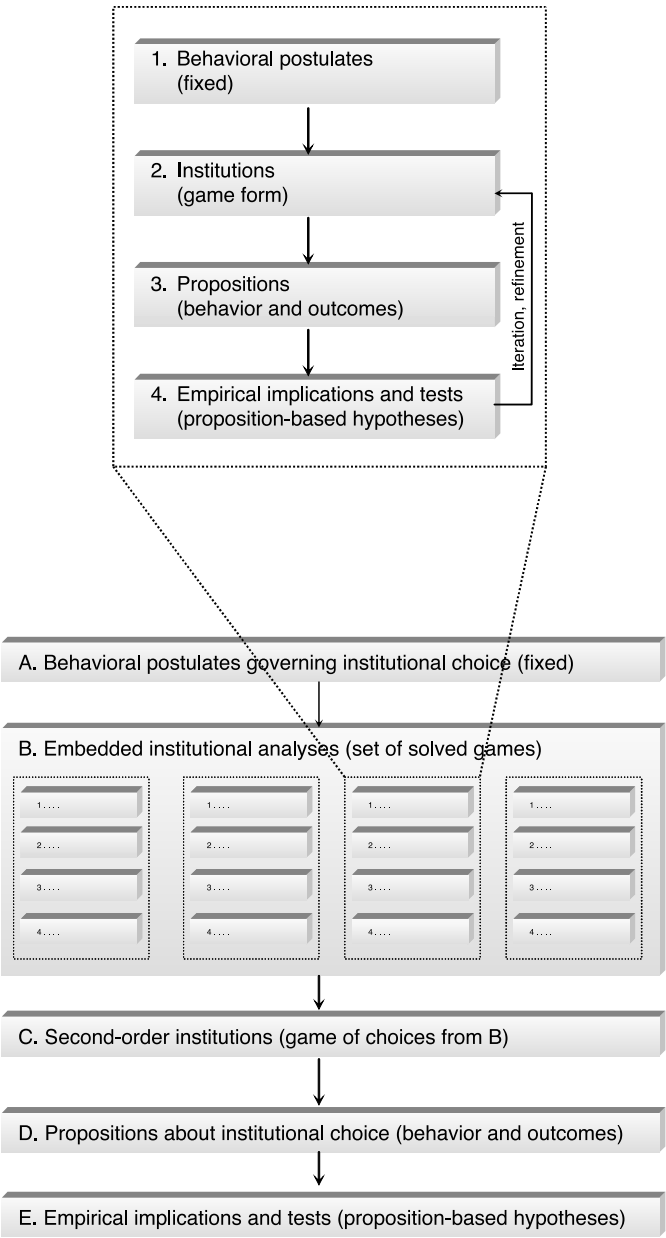 1. Behavioral postulates
(fixed)
2. Institutions
(game form)
3. Propositions
(behavior and outcomes)
4. Empirical implications and tests
(proposition-based hypotheses)
Iteration, refinement
A. Behavioral postulates governing institutional choice (fixed)
B. Embedded institutional analyses (set of solved games)
1. . . .
1. . . .
1. . . .
1. . . .
2. . . .
2. . . .
2. . . .
2. . . .
3. . . .
3. . . .
3. . . .
3. . . .
4. . . .
4. . . .
4. . . .
4. . . .
C. Second-order institutions (game of choices from B)
D. Propositions about institutional choice (behavior and outcomes)
E. Empirical implications and tests (proposition-based hypotheses)